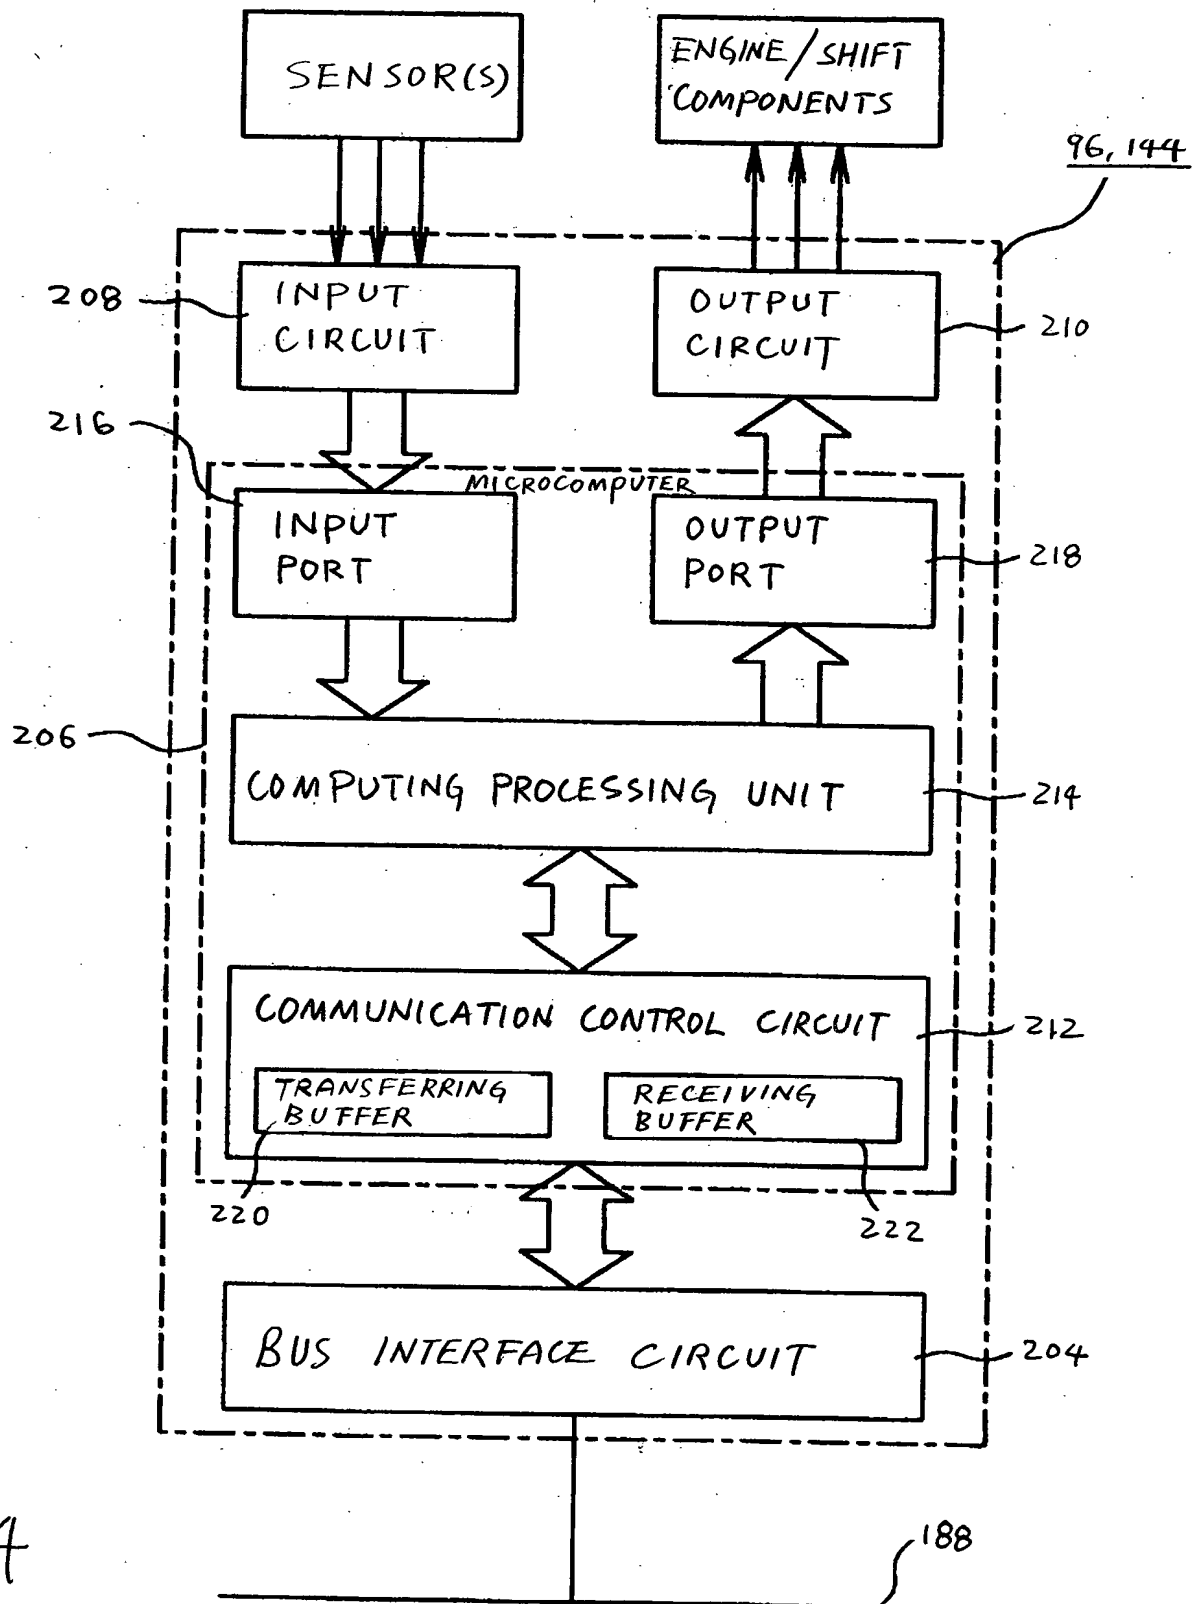 SENSOR(S)
ENGINE/SHIFT
COMPONENTS
96, 144
208
INPUT
CIRCUIT
OUTPUT
CIRCUIT
210
216
MICROCOMPUTER
INPUT
PORT
OUTPUT
PORT
218
206
COMPUTING PROCESSING UNIT
214
COMMUNICATION CONTROL CIRCUIT
212
TRANSFERRING
BUFFER
RECEIVING
BUFFER
220
222
BUS INTERFACE CIRCUIT
204
188
4